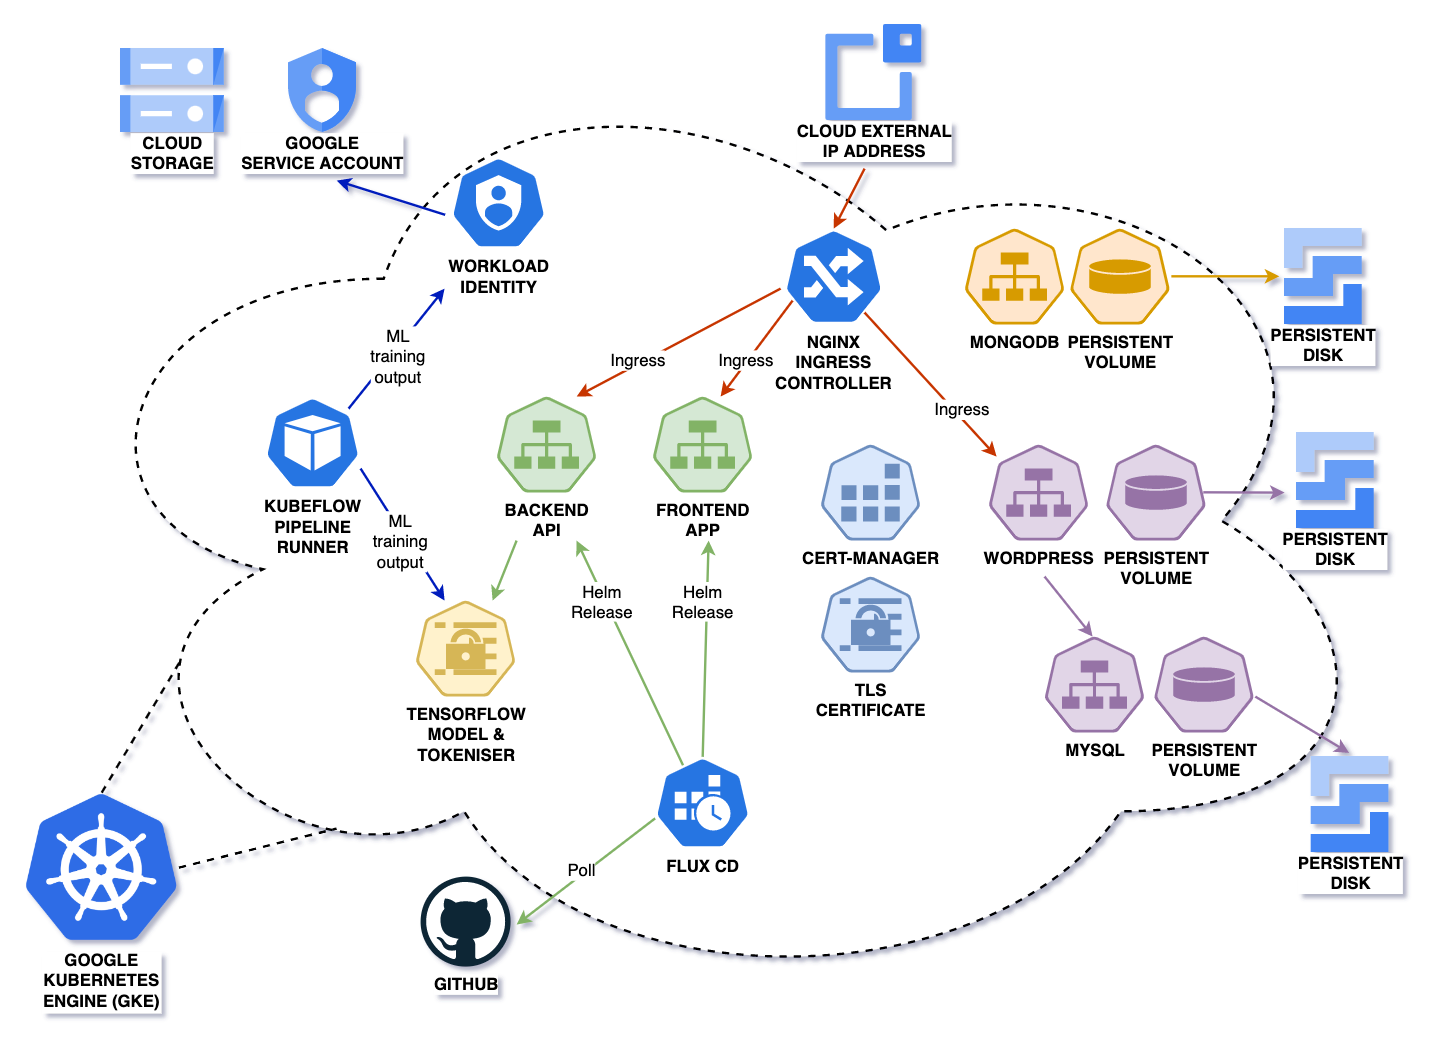 CLOUD
STORAGE
GOOGLE
SERVICE ACCOUNT
CLOUD EXTERNAL
IP ADDRESS
WORKLOAD
IDENTITY
NGINX
INGRESS
CONTROLLER
MONGODB
PERSISTENT
VOLUME
PERSISTENT
DISK
ML
training
output
Ingress
Ingress
Ingress
KUBEFLOW
PIPELINE
RUNNER
ML
training
output
BACKEND
API
FRONTEND
APP
CERT-MANAGER
WORDPRESS
PERSISTENT
VOLUME
PERSISTENT
DISK
Helm
Release
Helm
Release
TENSORFLOW
MODEL &
TOKENISER
TLS
CERTIFICATE
MYSQL
PERSISTENT
VOLUME
PERSISTENT
DISK
FLUX CD
Poll
GITHUB
GOOGLE
KUBERNETES
ENGINE (GKE)